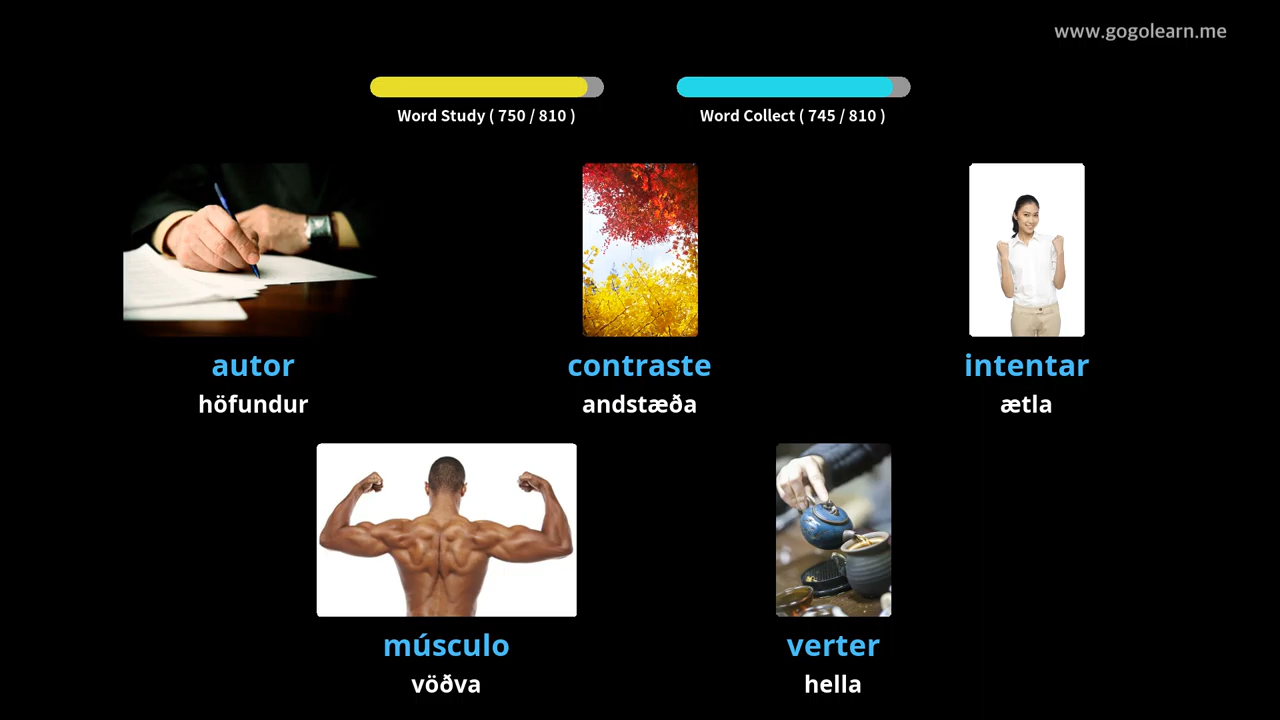 www.gogolearn.me
Word Study ( 750 / 810 )
Word Collect ( 745 / 810 )
autor
höfundur
contraste
andstæða
intentar
ætla
músculo
vöðva
verter
hella